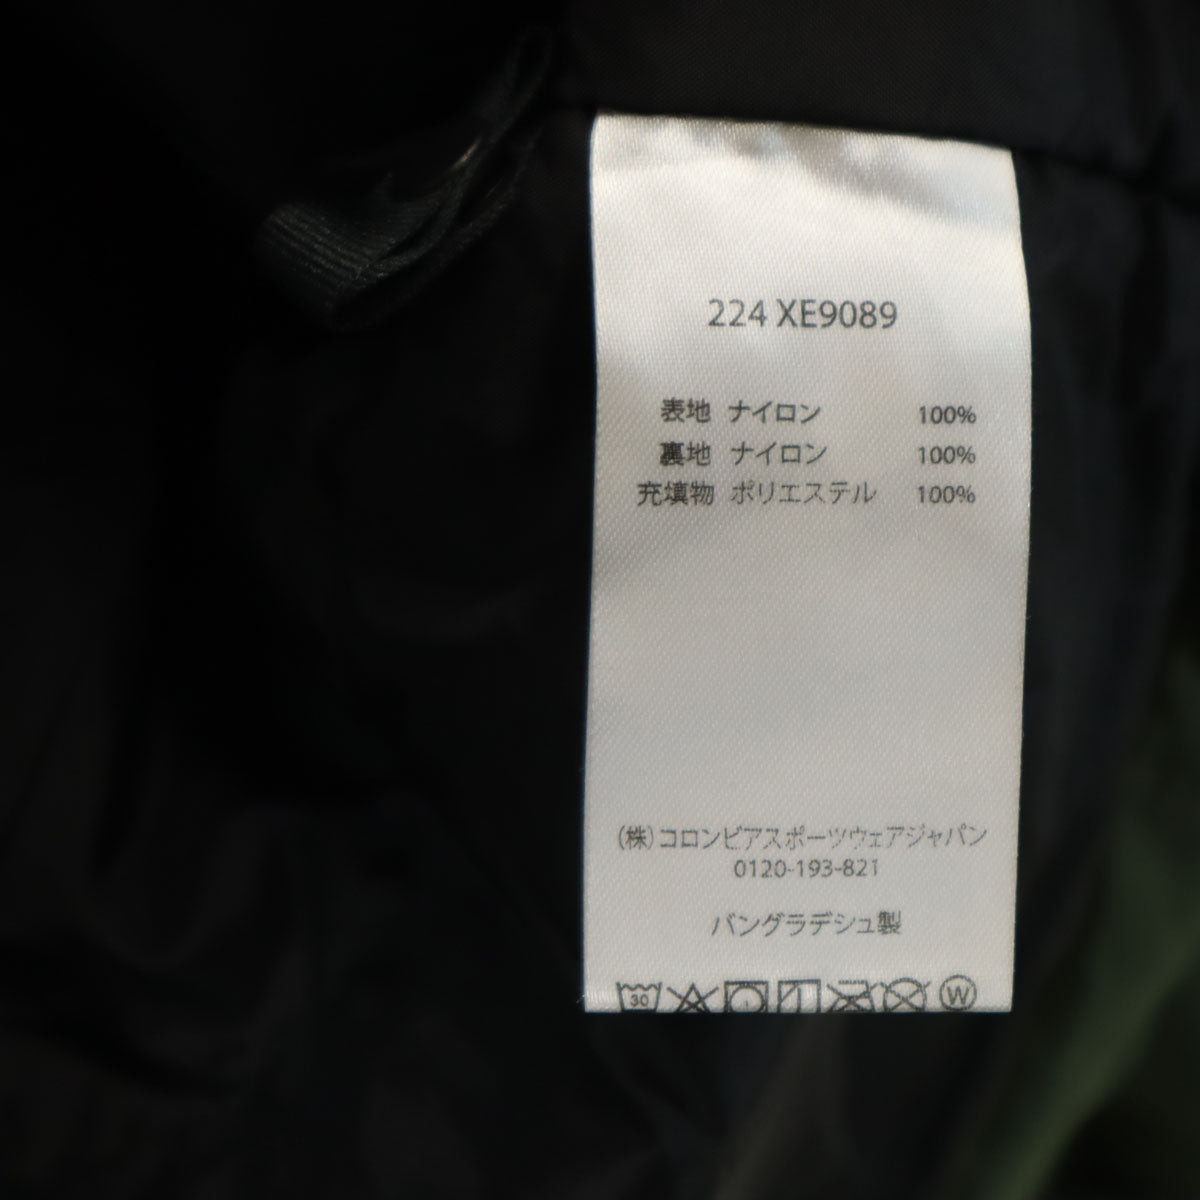 224 XE9089
表地 ナイロン 100%
裏地 ナイロン 100%
充填物 ポリエステル 100%
(株)コロンビアスポーツウェアジャパン
0120-193-821
バングラデシュ製
30 W